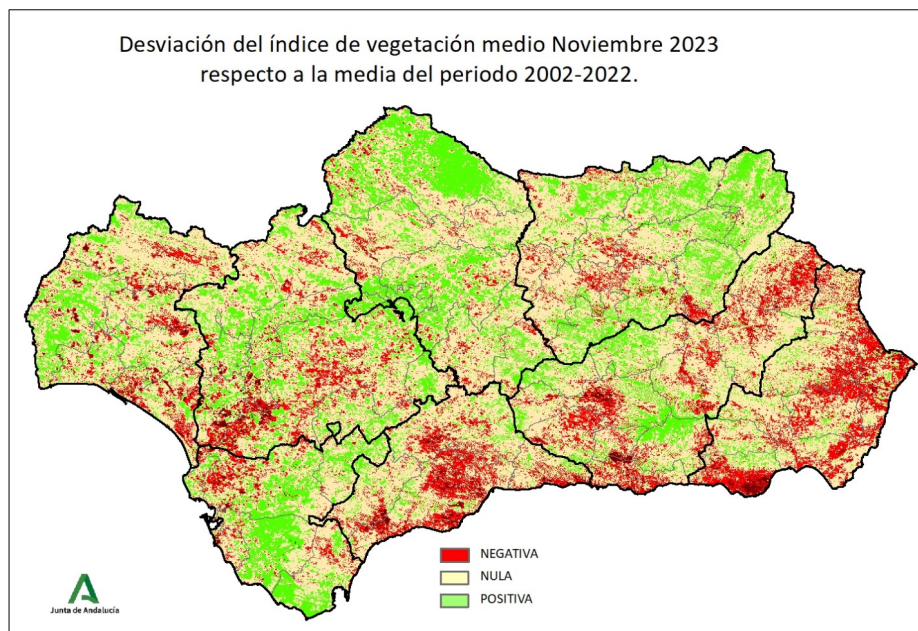 Desviación del índice de vegetación medio Noviembre 2023
respecto a la media del periodo 2002-2022.
NEGATIVA
NULA
POSITIVA
Junta de Andalucía